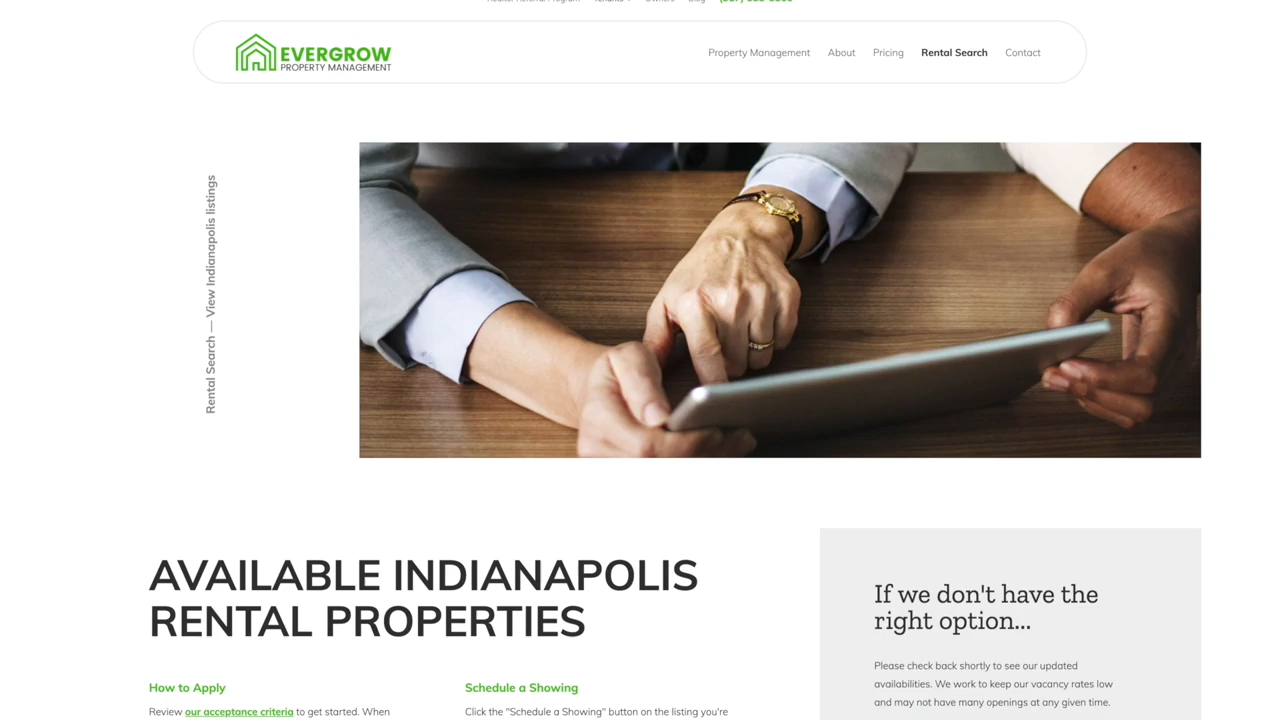 EVERGROW
PROPERTY MANAGEMENT
Property Management About Pricing Rental Search Contact
Rental Search — View Indianapolis listings
AVAILABLE INDIANAPOLIS
RENTAL PROPERTIES
How to Apply
Review our acceptance criteria to get started. When
Schedule a Showing
Click the "Schedule a Showing" button on the listing you're
If we don't have the
right option...
Please check back shortly to see our updated
availabilities. We work to keep our vacancy rates low
and may not have many openings at any given time.